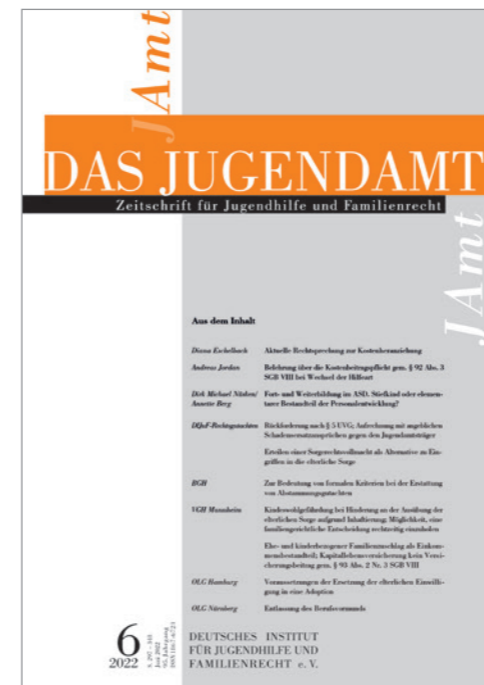 JAmt
DAS JUGENDAMT
Zeitschrift für Jugendhilfe und Familienrecht
JAmt
Aus dem Inhalt
Diana Eschelbach Aktuelle Rechtsprechung zur Kostenheranziehung
Andreas Jordan Belehrung über die Kostenbeitragspflicht gem. § 92 Abs. 3
SGB VIII bei Wechsel der Hilfeart
Dirk Michael Nüsken/ Fort- und Weiterbildung im ASD. Stiefkind oder elemen-
Annette Berg tarer Bestandteil der Personalentwicklung?
DIJuF-Rechtsgutachten Rückforderung nach § 5 UVG; Aufrechnung mit angeblichen
Schadensersatzansprüchen gegen den Jugendamtsträger
Erteilen einer Sorgerechtsvollmacht als Alternative zu Ein-
griffen in die elterliche Sorge
BGH Zur Bedeutung von formalen Kriterien bei der Erstattung
von Abstammungsgutachten
VGH Mannheim Kindeswohlgefährdung bei Hinderung an der Ausübung der
elterlichen Sorge aufgrund Inhaftierung; Möglichkeit, eine
familiengerichtliche Entscheidung rechtzeitig einzuholen
Ehe- und kinderbezogener Familienzuschlag als Einkom-
mensbestandteil; Kapitallebensversicherung kein Versi-
cherungsbeitrag gem. § 93 Abs. 2 Nr. 3 SGB VIII
OLG Hamburg Voraussetzungen der Ersetzung der elterlichen Einwilli-
gung in eine Adoption
OLG Nürnberg Entlassung des Berufsvormunds
6
2022
Juni 2022
95. Jahrgang
DEUTSCHES INSTITUT
FÜR JUGENDHILFE UND
FAMILIENRECHT e. V.